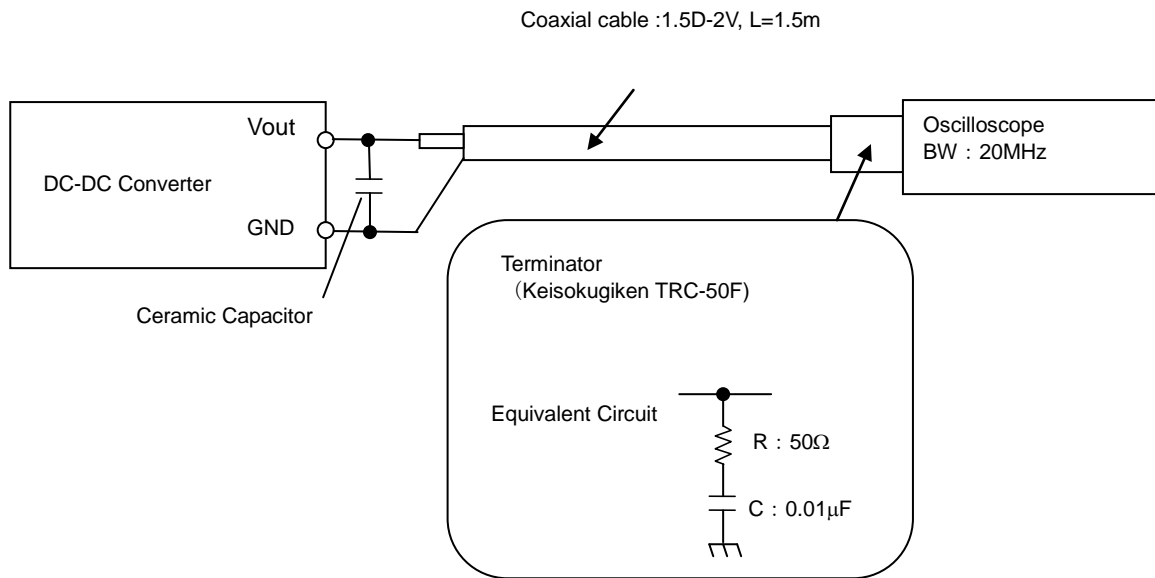 Coaxial cable :1.5D-2V, L=1.5m
Vout
DC-DC Converter
GND
Ceramic Capacitor
Oscilloscope
BW：20MHz
Terminator
（Keisokugiken TRC-50F)
Equivalent Circuit
R：50Ω
C：0.01μF